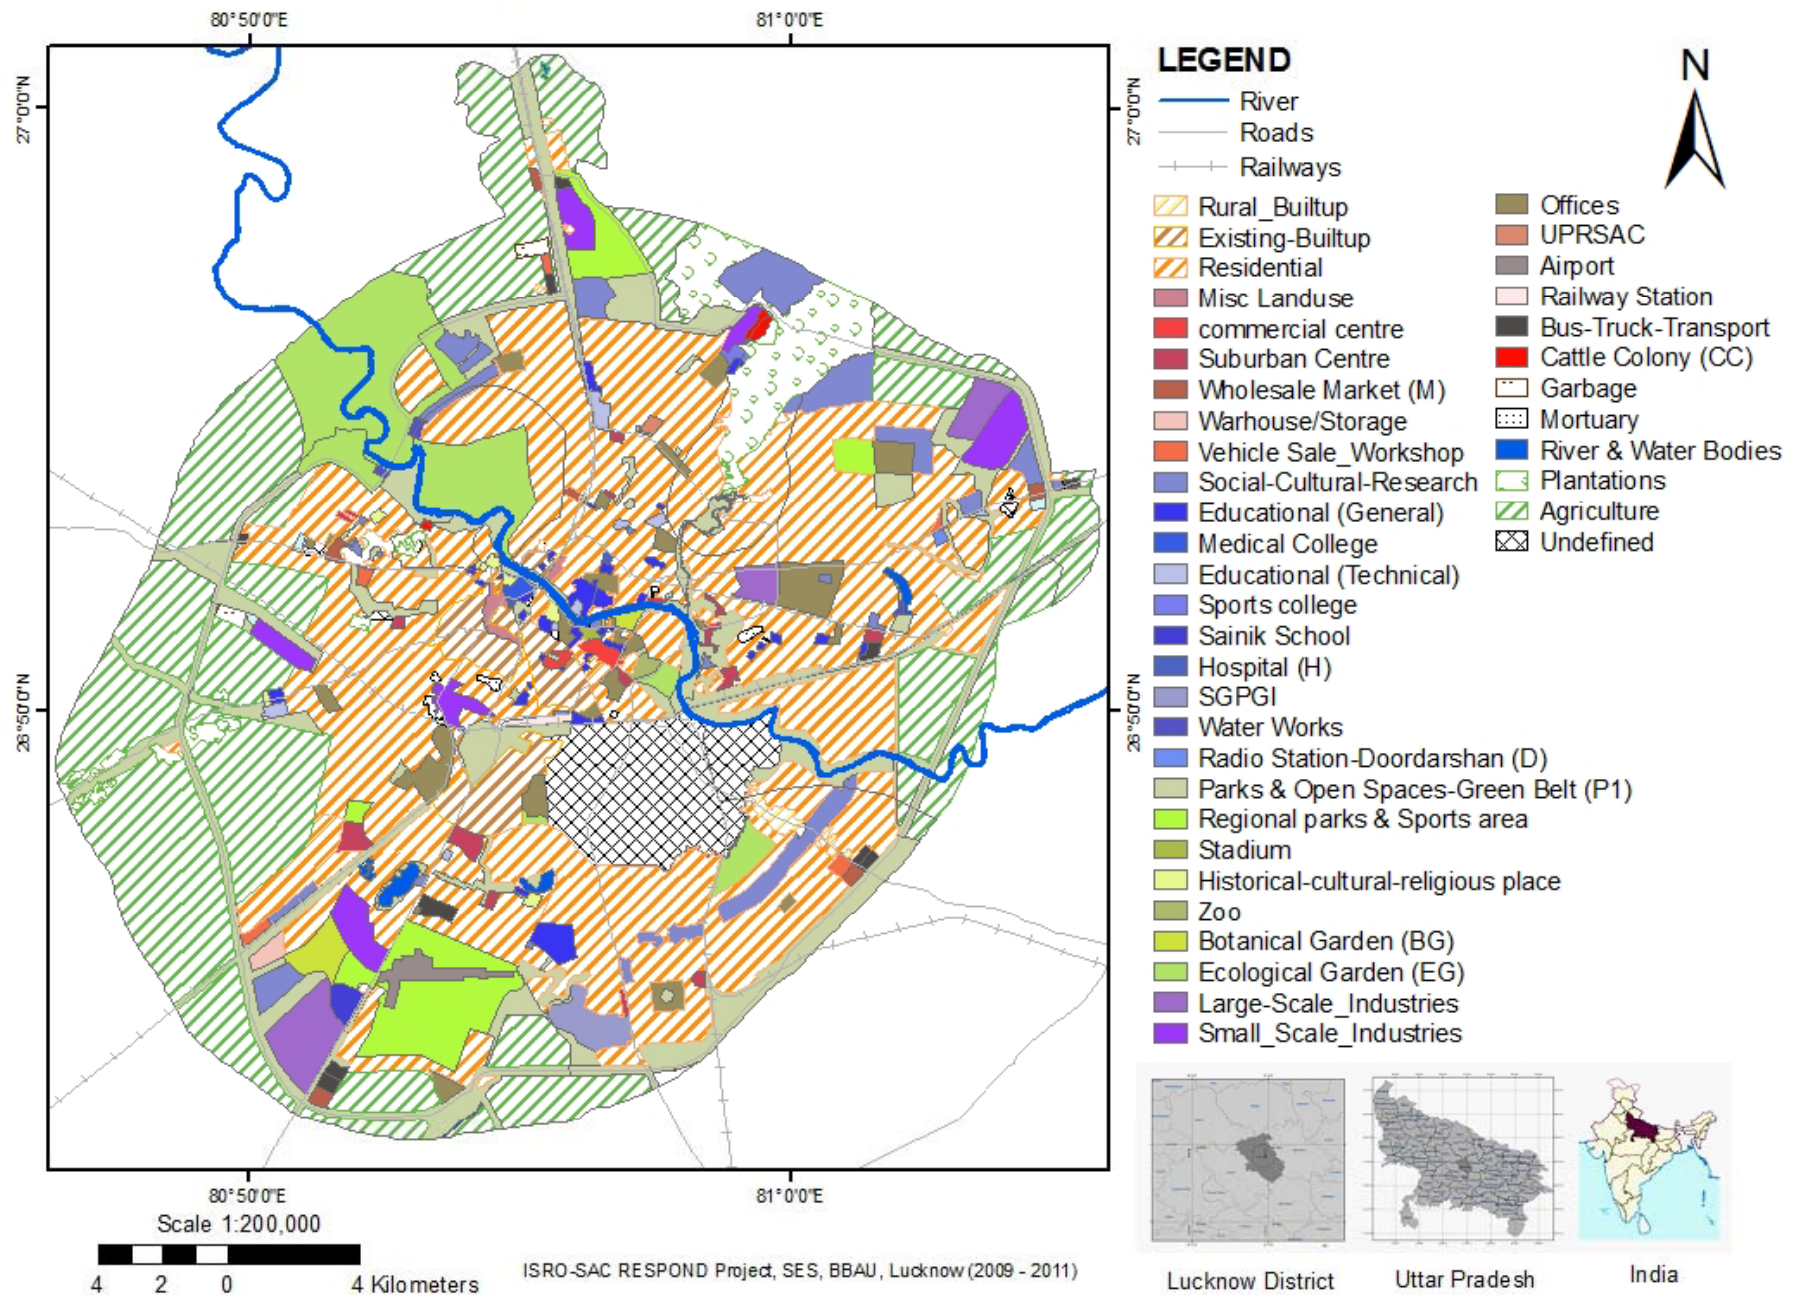 80°50'0"E
81°0'0"E
27°0'0"N
27°0'0"N
26°50'0"N
26°50'0"N
P
80°50'0"E
81°0'0"E
LEGEND
N
River
Roads
Railways
Rural_Builtup
Existing-Builtup
Residential
Misc Landuse
commercial centre
Suburban Centre
Wholesale Market (M)
Warhouse/Storage
Vehicle Sale_Workshop
Social-Cultural-Research
Educational (General)
Medical College
Educational (Technical)
Sports college
Sainik School
Hospital (H)
SGPGI
Water Works
Radio Station-Doordarshan (D)
Parks & Open Spaces-Green Belt (P1)
Regional parks & Sports area
Stadium
Historical-cultural-religious place
Zoo
Botanical Garden (BG)
Ecological Garden (EG)
Large-Scale_Industries
Small_Scale_Industries
Offices
UPRSAC
Airport
Railway Station
Bus-Truck-Transport
Cattle Colony (CC)
Garbage
Mortuary
River & Water Bodies
Plantations
Agriculture
Undefined
Scale 1:200,000
4 2 0 4 Kilometers
ISRO-SAC RESPOND Project, SES, BBAU, Lucknow (2009 - 2011)
Lucknow District
Uttar Pradesh
India